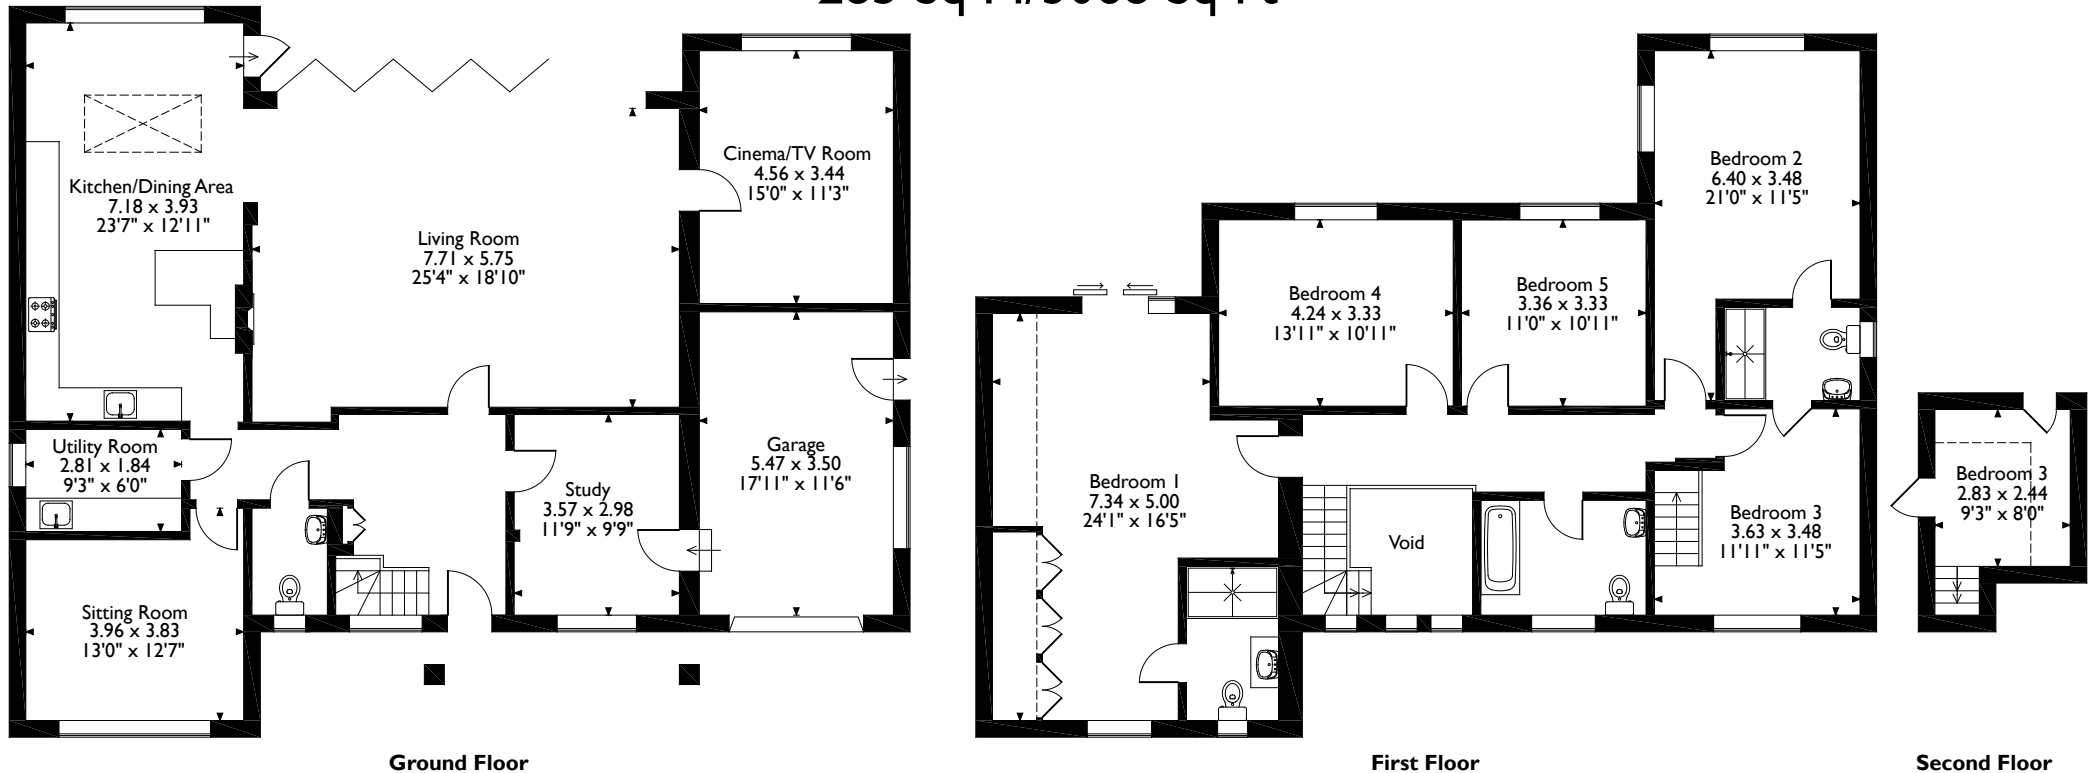 Kitchen/Dining Area
7.18 x 3.93
23'7" x 12'11"
Living Room
7.71 x 5.75
25'4" x 18'10"
Cinema/TV Room
4.56 x 3.44
15'0" x 11'3"
Utility Room
2.81 x 1.84
9'3" x 6'0"
Study
3.57 x 2.98
11'9" x 9'9"
Garage
5.47 x 3.50
17'11" x 11'6"
Sitting Room
3.96 x 3.83
13'0" x 12'7"
Ground Floor
Bedroom 2
6.40 x 3.48
21'0" x 11'5"
Bedroom 4
4.24 x 3.33
13'11" x 10'11"
Bedroom 5
3.36 x 3.33
11'0" x 10'11"
Bedroom 1
7.34 x 5.00
24'1" x 16'5"
Void
Bedroom 3
3.63 x 3.48
11'11" x 11'5"
First Floor
Bedroom 3
2.83 x 2.44
9'3" x 8'0"
Second Floor